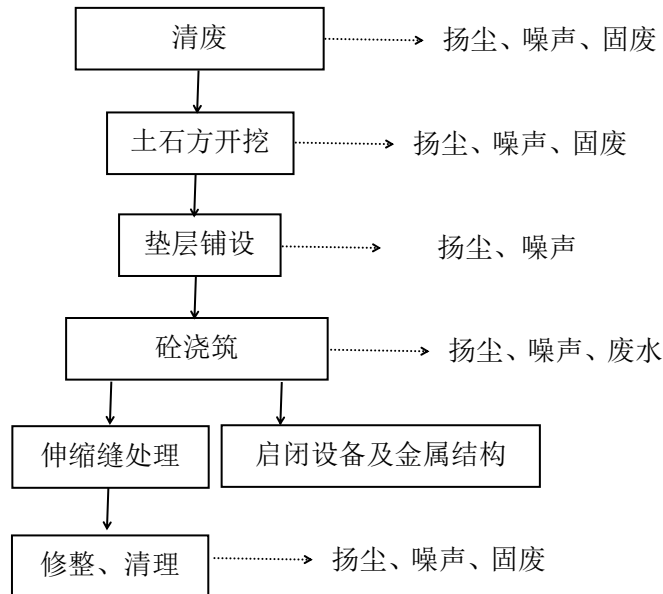 清废
扬尘、噪声、固废
土石方开挖
扬尘、噪声、固废
垫层铺设
扬尘、噪声
砼浇筑
扬尘、噪声、废水
伸缩缝处理
启闭设备及金属结构
修整、清理
扬尘、噪声、固废